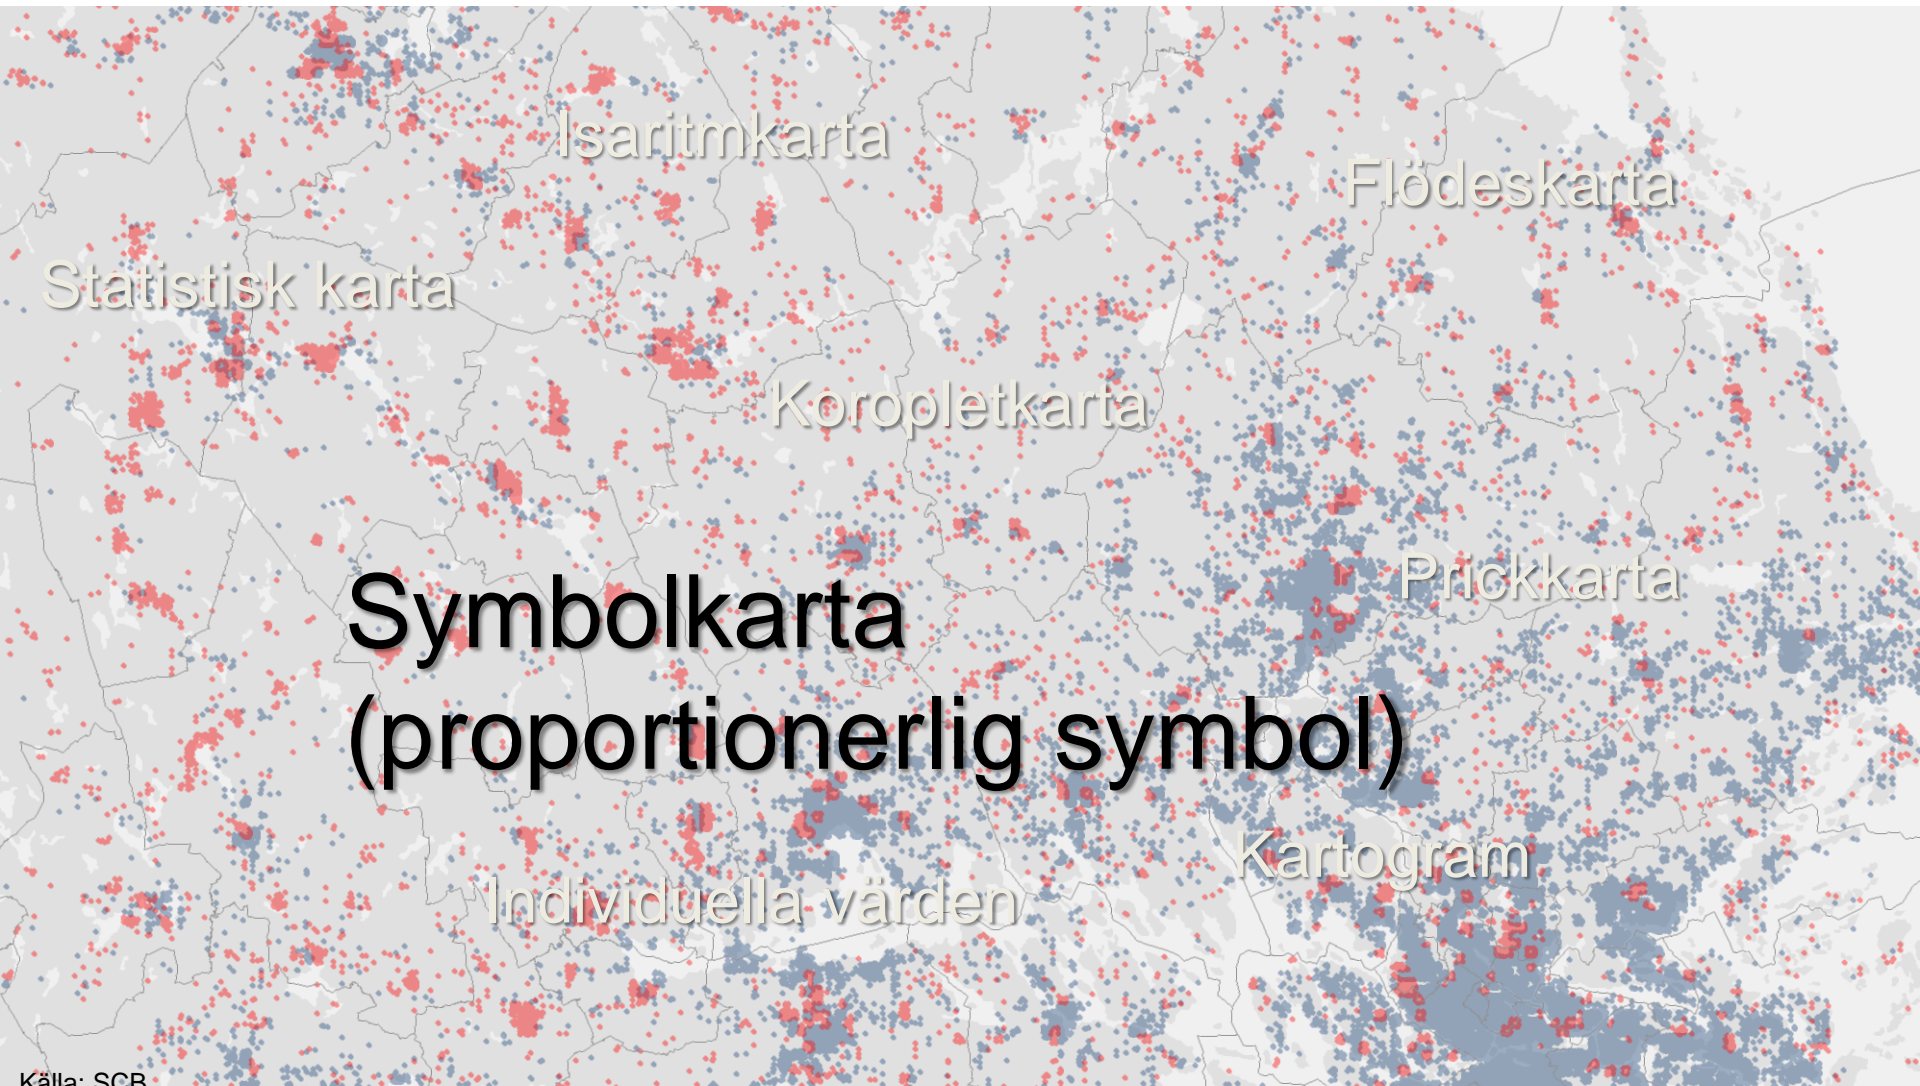 Isaritmkarta
Flödeskarta
Statistisk karta
Koropletkarta
Prickkarta
Symbolkarta
(proportionerlig symbol)
Kartogram
Individuella värden
Källa: SCB